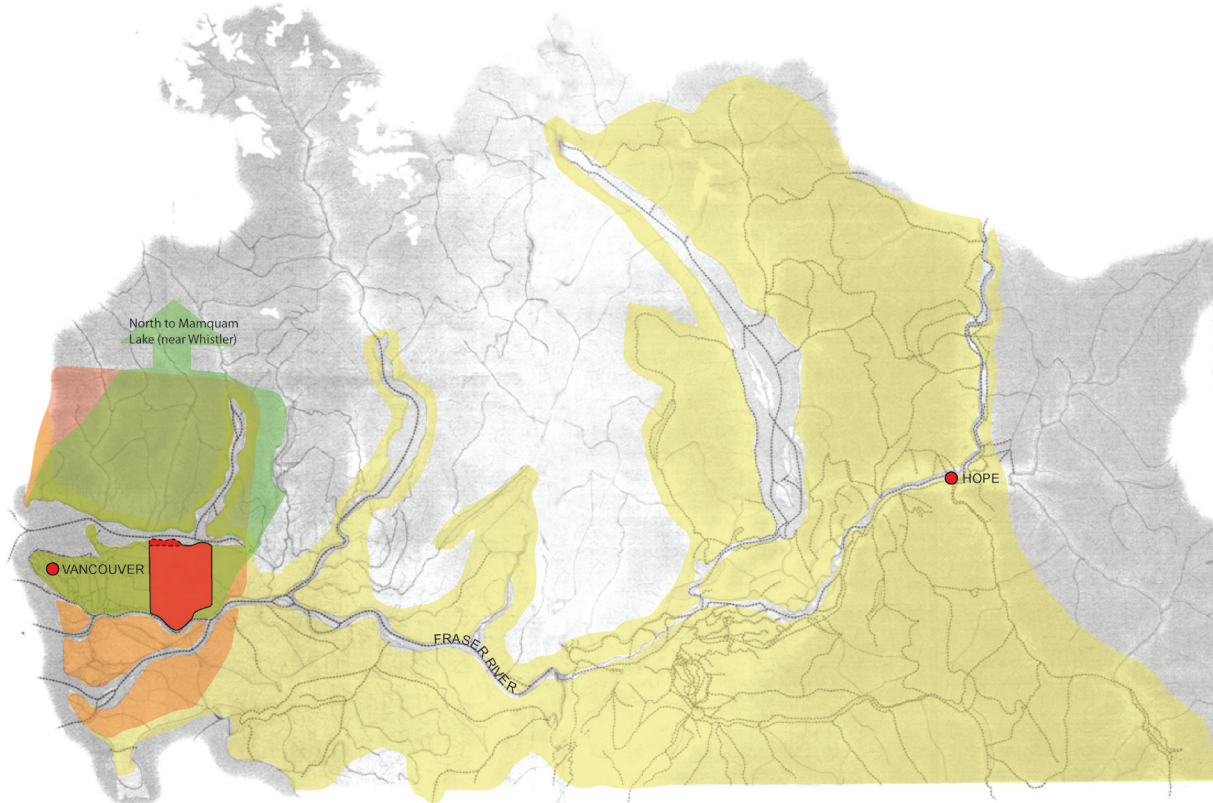 North to Mamquam
Lake (near Whistler)
HOPE
VANCOUVER
FRASER RIVER